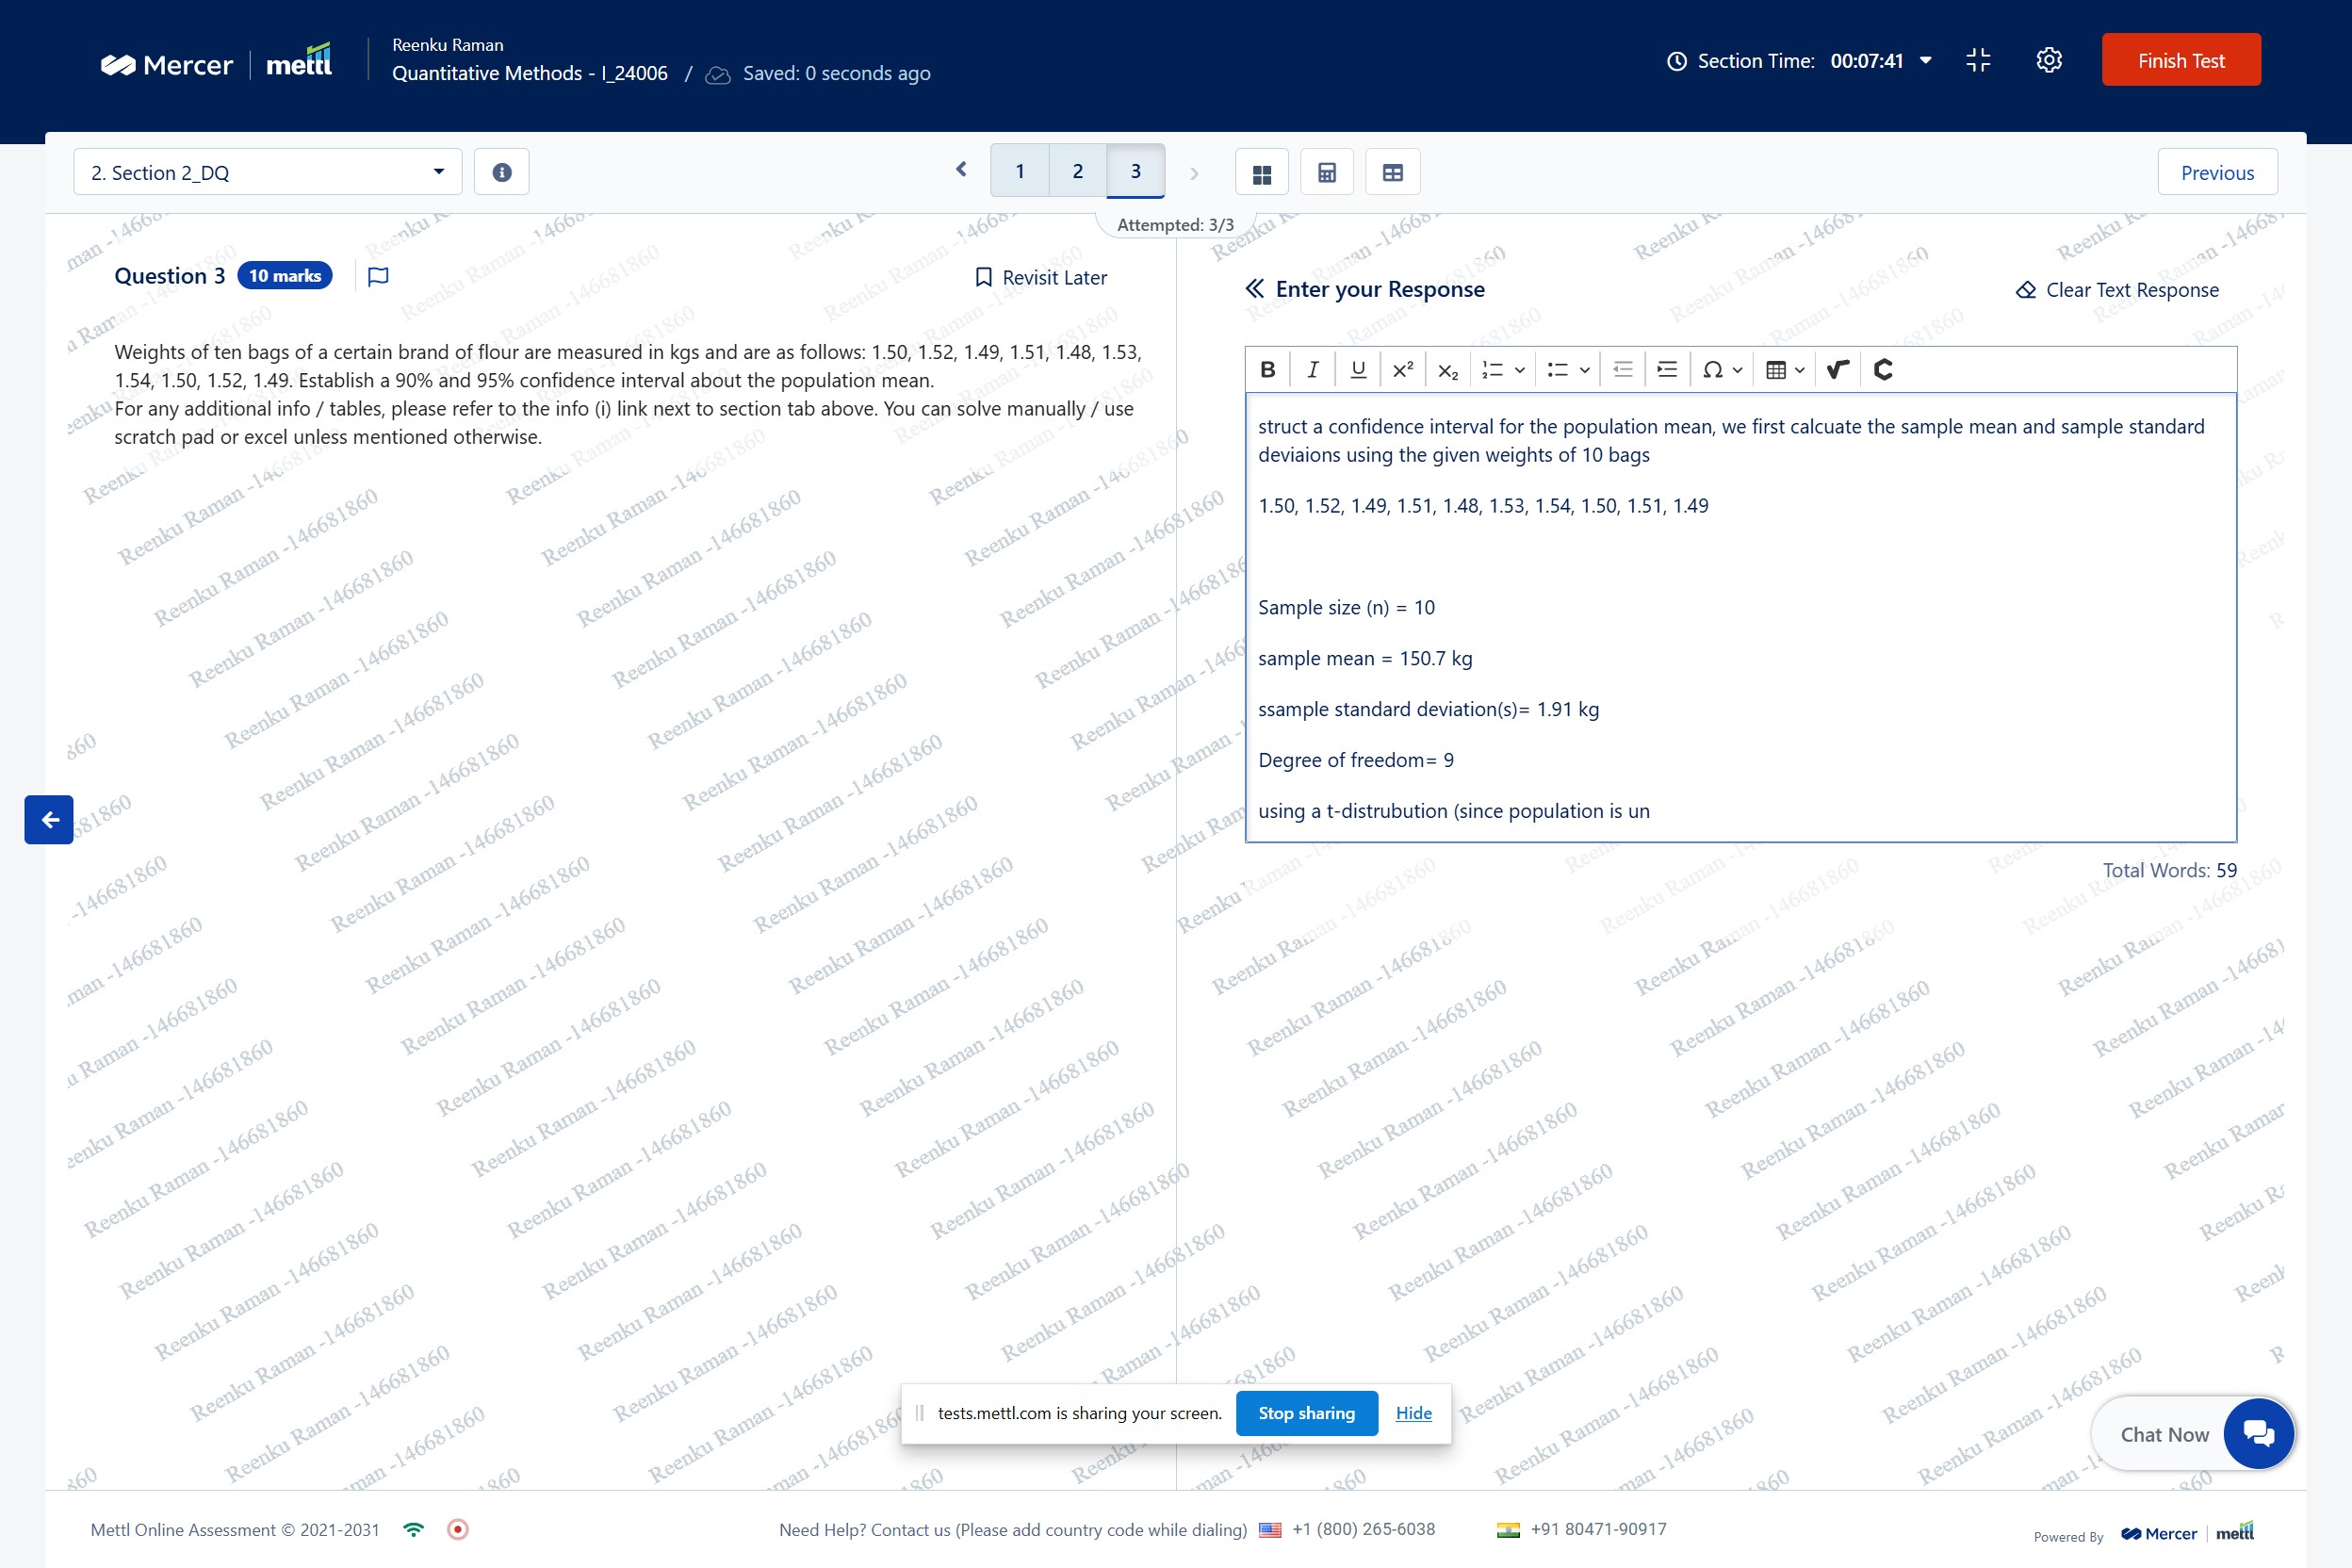 Mercer mettl
Reenku Raman
Quantitative Methods - I_24006 / Saved: 0 seconds ago
Section Time: 00:07:41
Finish Test
2. Section 2_DQ
1 2 3
Previous
Attempted: 3/3
Question 3 10 marks
Revisit Later
Weights of ten bags of a certain brand of flour are measured in kgs and are as follows: 1.50, 1.52, 1.49, 1.51, 1.48, 1.53,
1.54, 1.50, 1.52, 1.49. Establish a 90% and 95% confidence interval about the population mean.
For any additional info / tables, please refer to the info (i) link next to section tab above. You can solve manually / use
scratch pad or excel unless mentioned otherwise.
Enter your Response
Clear Text Response
struct a confidence interval for the population mean, we first calcuate the sample mean and sample standard
deviaions using the given weights of 10 bags
1.50, 1.52, 1.49, 1.51, 1.48, 1.53, 1.54, 1.50, 1.51, 1.49
Sample size (n) = 10
sample mean = 150.7 kg
ssample standard deviation(s)= 1.91 kg
Degree of freedom= 9
using a t-distrubution (since population is un
Total Words: 59
Reenku Raman -146681860
tests.mettl.com is sharing your screen. Stop sharing Hide
Chat Now
Mettl Online Assessment © 2021-2031
Need Help? Contact us (Please add country code while dialing) +1 (800) 265-6038 +91 80471-90917
Powered By Mercer mettl